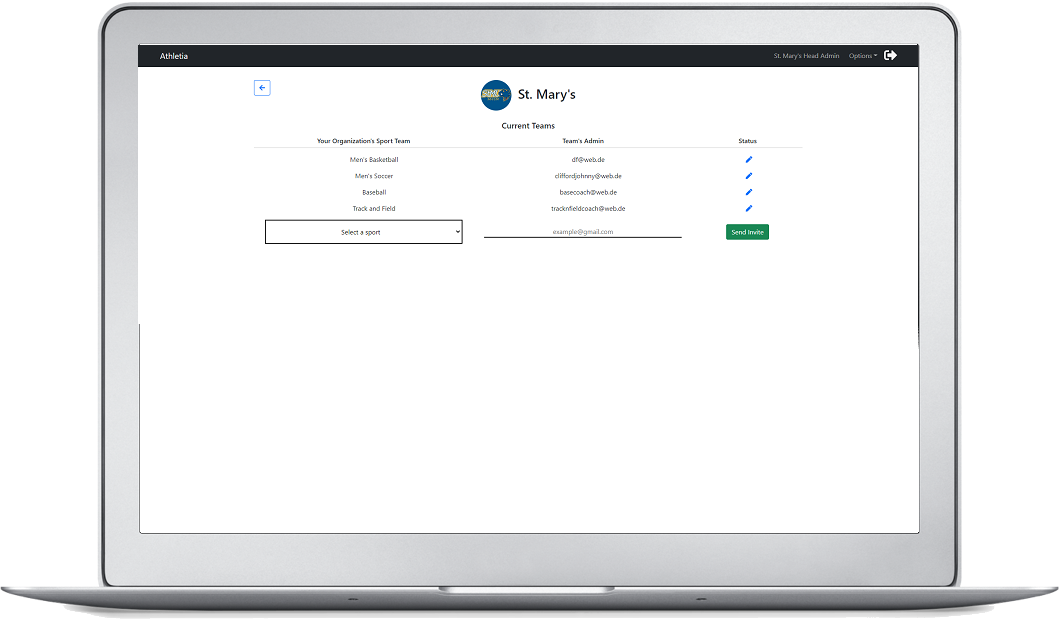 Athletia
St. Mary's Head Admin Options
St. Mary's
Current Teams
Your Organization's Sport Team Team's Admin Status
Men's Basketball df@web.de
Men's Soccer cliffordjohnny@web.de
Baseball basecoach@web.de
Track and Field tracknfieldcoach@web.de
Select a sport example@gmail.com Send Invite